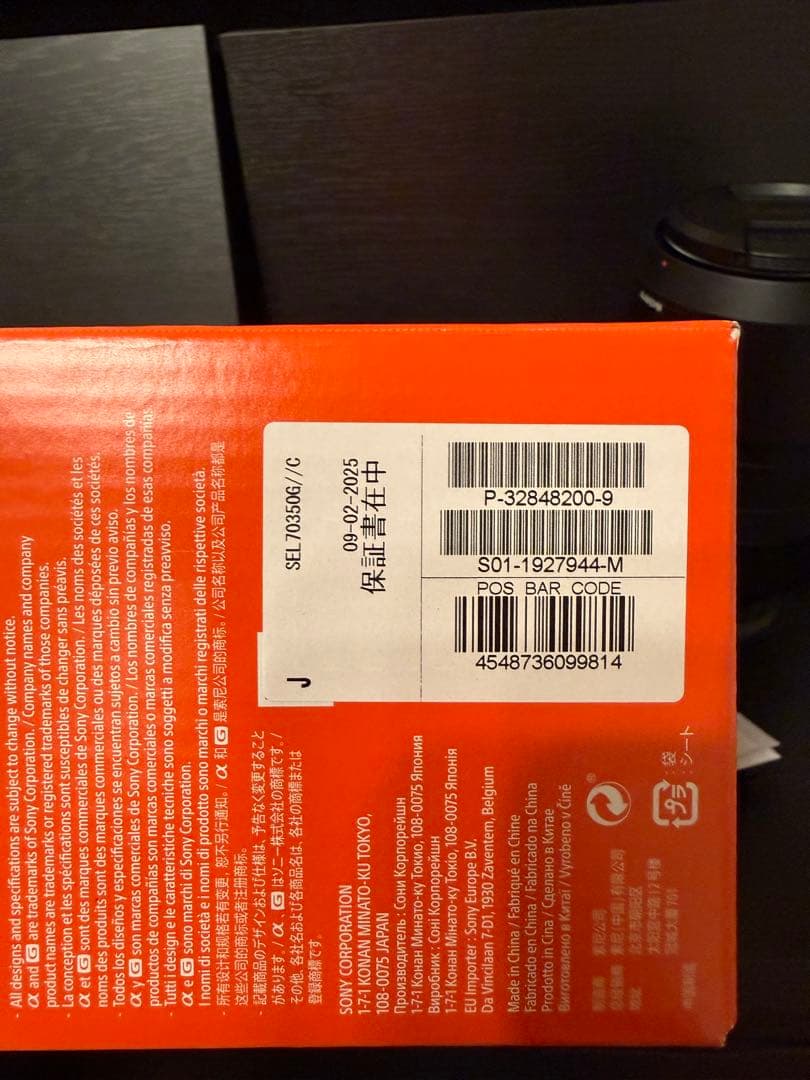 - All designs and specifications are subject to change without notice.
α and G are trademarks of Sony Corporation. / Company names and company
product names are trademarks or registered trademarks of those companies.
- La conception et les spécifications sont susceptibles de changer sans préavis.
α et G sont des marques commerciales de Sony Corporation. / Les noms des sociétés et les
noms des produits sont des marques commerciales ou des marques déposées de ces sociétés.
- Todos los diseños y especificaciones se encuentran sujetos a cambio sin previo aviso.
α y G son marcas comerciales de Sony Corporation. / Los nombres de compañías y los nombres de
productos de compañías son marcas comerciales o marcas comerciales registradas de esas compañías.
- Tutti i design e le caratteristiche tecniche sono soggetti a modifica senza preavviso.
α e G sono marchi di Sony Corporation.
I nomi di società e i nomi di prodotto sono marchi o marchi registrati delle rispettive società.
- 所有设计和规格若有变更，恕不另行通知。/ α 和 G 是索尼公司的商标。/ 公司名称以及公司产品名称都是
这些公司的商标或者注册商标。
- 記載商品のデザインおよび仕様は、予告なく変更すること
があります。/ α、G はソニー株式会社の商標です。/
その他、各社名および各商品名は、各社の商標または
登録商標です。
SONY CORPORATION
1-7-1 KONAN MINATO-KU TOKYO,
108-0075 JAPAN
Производитель : Сони Корпорейшн
1-7-1 Конан Минато-ку Токио, 108-0075 Япония
Виробник : Соні Корпорейшн
1-7-1 Конан Мінато-ку Токіо, 108-0075 Японія
EU Importer : Sony Europe B.V.
Da Vincilaan 7-D1, 1930 Zaventem, Belgium
Made in China / Fabriqué en Chine
Fabricado en China / Fabricado na China
Prodotto in Cina / Сделано в Китае
Виготовлено в Китаї / Vyrobeno v Číně
SEL70350G//C
09-02-2025
保証書在中
J
P-32848200-9
S01-1927944-M
POS BAR CODE
4548736099814
®
プラ
: 袋
: シート